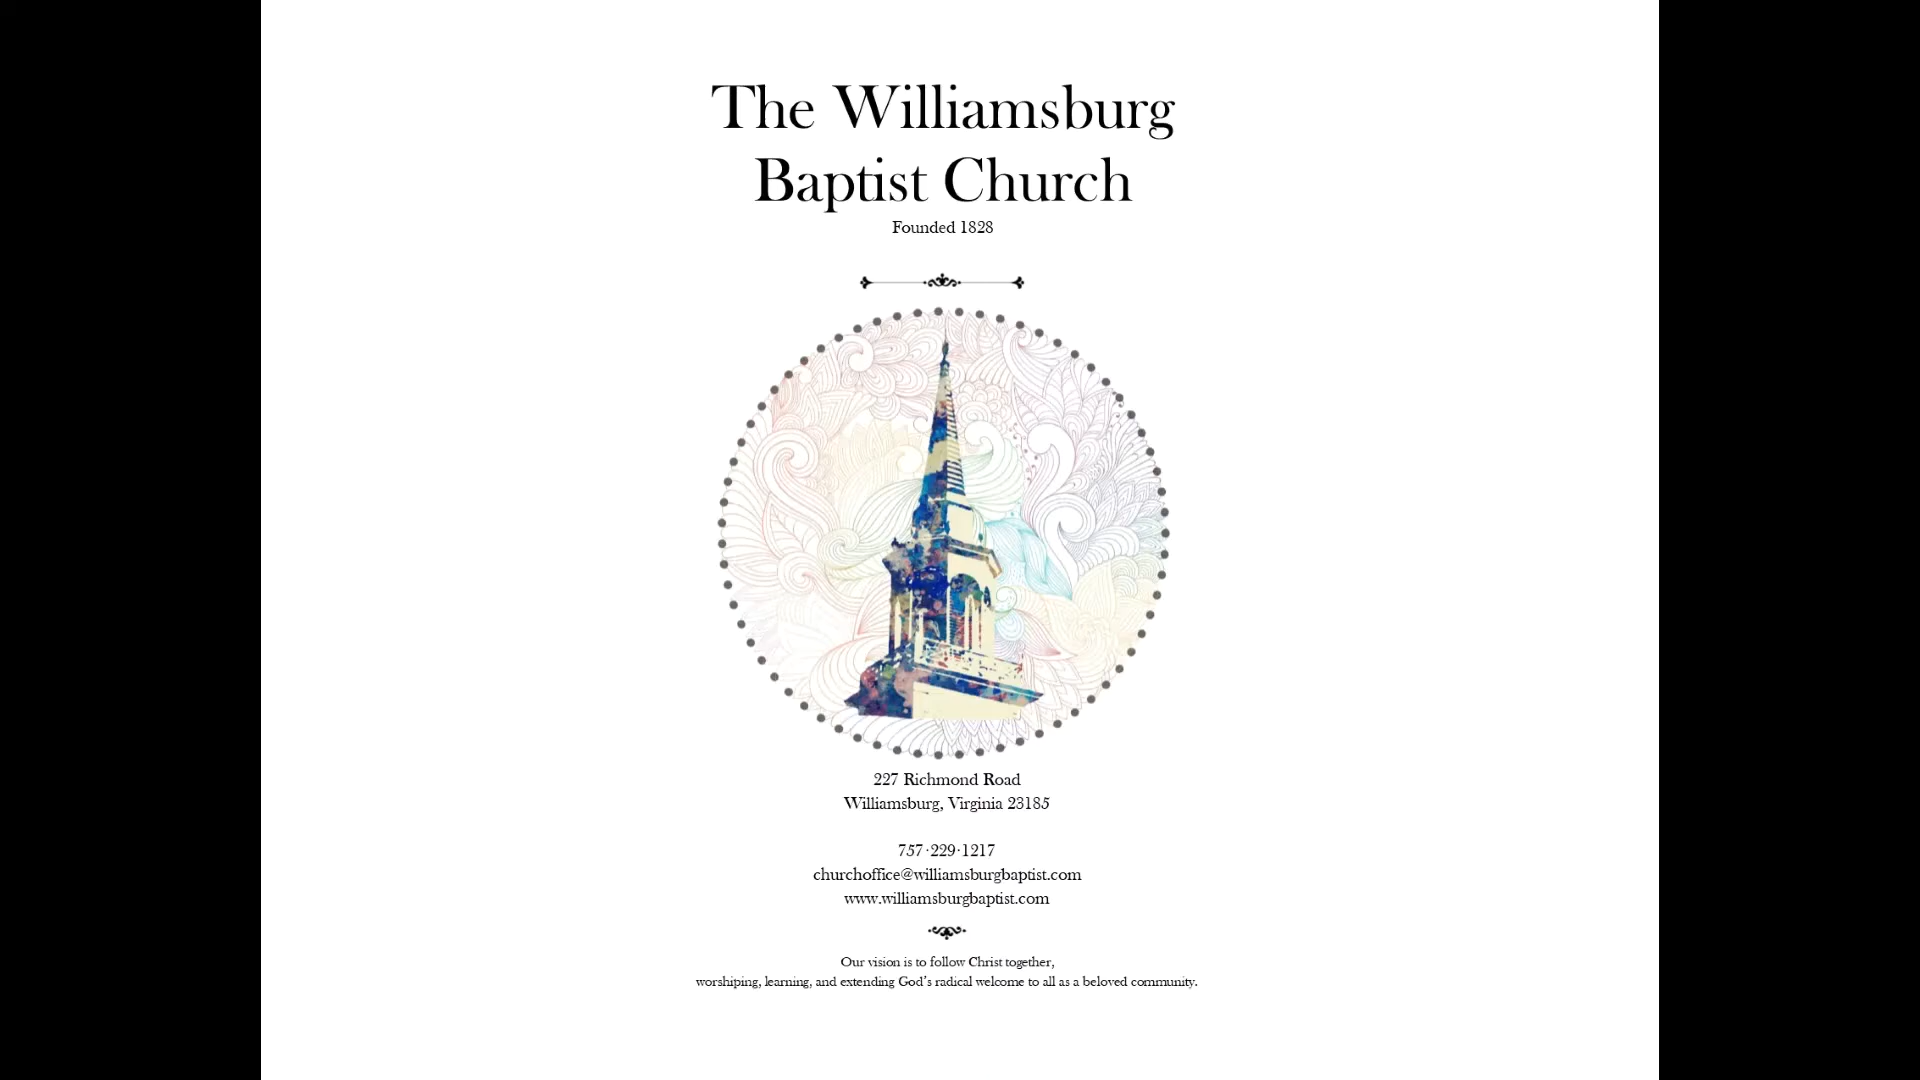 The Williamsburg
Baptist Church
Founded 1828
227 Richmond Road
Williamsburg, Virginia 23185
757·229·1217
churchoffice@williamsburgbaptist.com
www.williamsburgbaptist.com
Our vision is to follow Christ together,
worshiping, learning, and extending God's radical welcome to all as a beloved community.